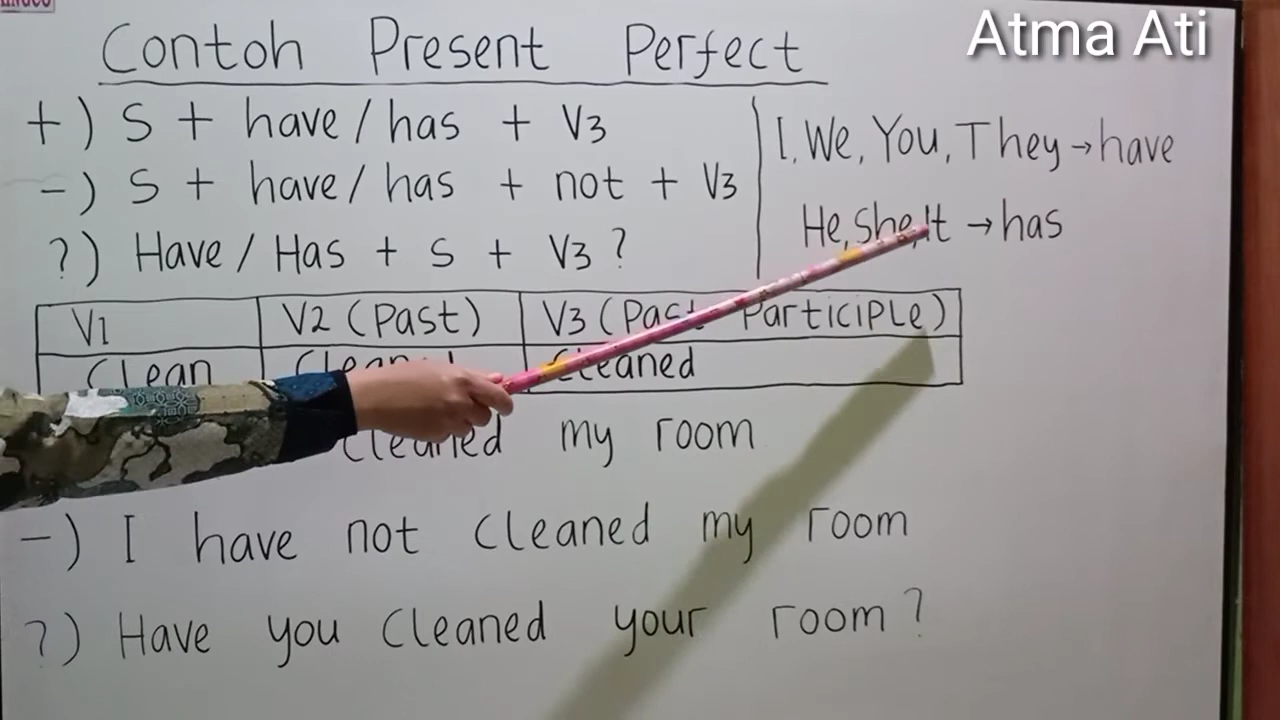 Atma Ati
Contoh Present Perfect
+) S + have / has + V3
-) S + have / has + not + V3
?) Have / Has + S + V3 ?
I, We, You, They → have
He, She, It → has
V1 V2 (Past) V3 (Past Participle)
Clean Cleaned Cleaned
cleaned my room
-) I have not cleaned my room
?) Have you cleaned your room ?